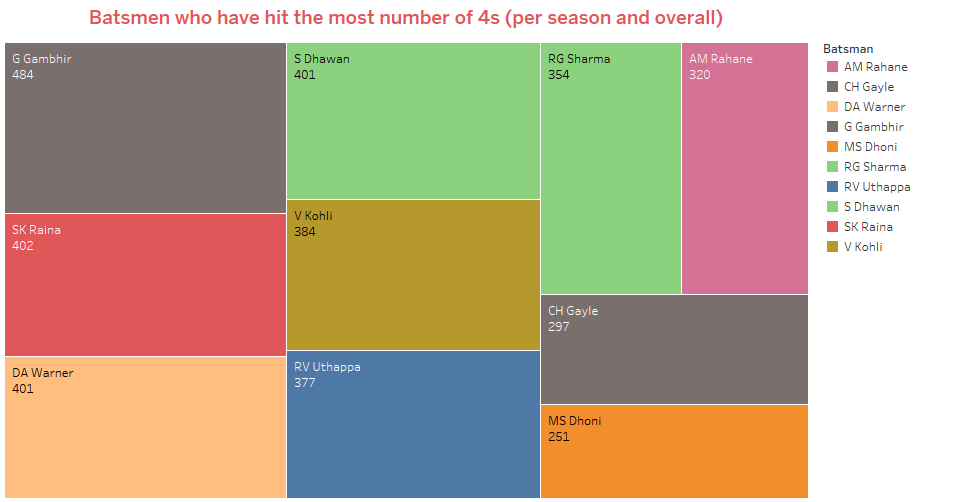 Batsmen who have hit the most number of 4s (per season and overall)
G Gambhir
484
SK Raina
402
DA Warner
401
S Dhawan
401
V Kohli
384
RV Uthappa
377
RG Sharma
354
AM Rahane
320
CH Gayle
297
MS Dhoni
251
Batsman
AM Rahane
CH Gayle
DA Warner
G Gambhir
MS Dhoni
RG Sharma
RV Uthappa
S Dhawan
SK Raina
V Kohli